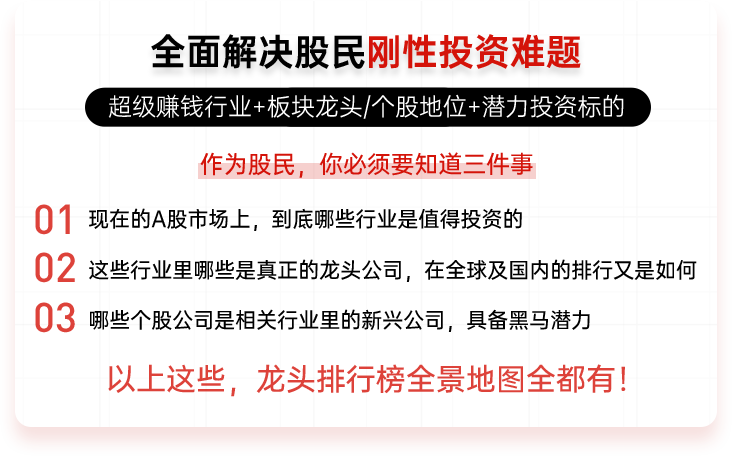 全面解决股民刚性投资难题
超级赚钱行业+板块龙头/个股地位+潜力投资标的
作为股民，你必须要知道三件事
01 现在的A股市场上，到底哪些行业是值得投资的
02 这些行业里哪些是真正的龙头公司，在全球及国内的排行又是如何
03 哪些个股公司是相关行业里的新兴公司，具备黑马潜力
以上这些，龙头排行榜全景地图全都有！